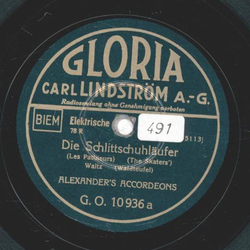 GLORIA
CARL LINDSTRÖM A.-G.
Radiosendung ohne Genehmigung verboten
BIEM Elektrische
78 R 491 5113)
Die Schlittschuhläufer
(Les Patineurs) (The Skaters')
Waltz (Waldteufel)
ALEXANDER'S ACCORDEONS
G. O. 10936 a